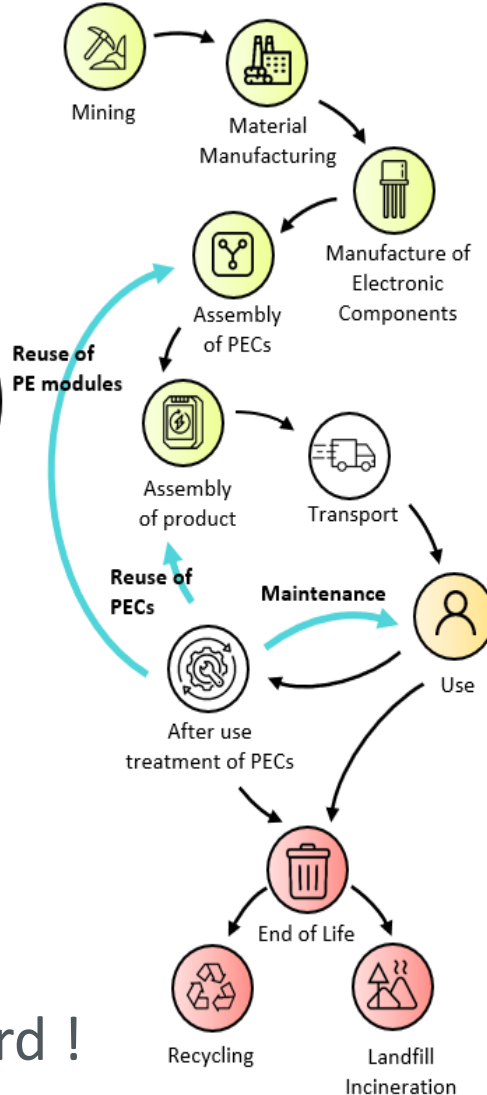 Mining
Material
Manufacturing
Manufacture of
Electronic
Components
Assembly
of PECs
Reuse of
PE modules
Assembly
of product
Transport
Reuse of
PECs
Maintenance
Use
After use
treatment of PECs
End of Life
Recycling
Landfill
Incineration
rd !